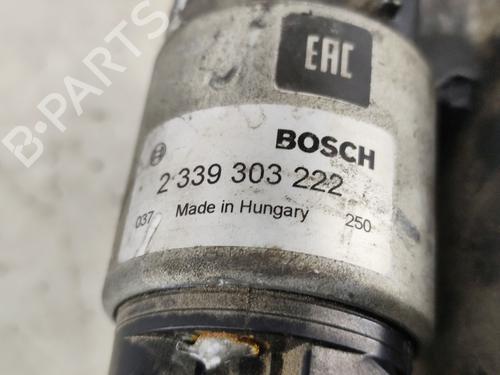 B-PARTS
EAC
BOSCH
2 339 303 222
037 Made in Hungary 250